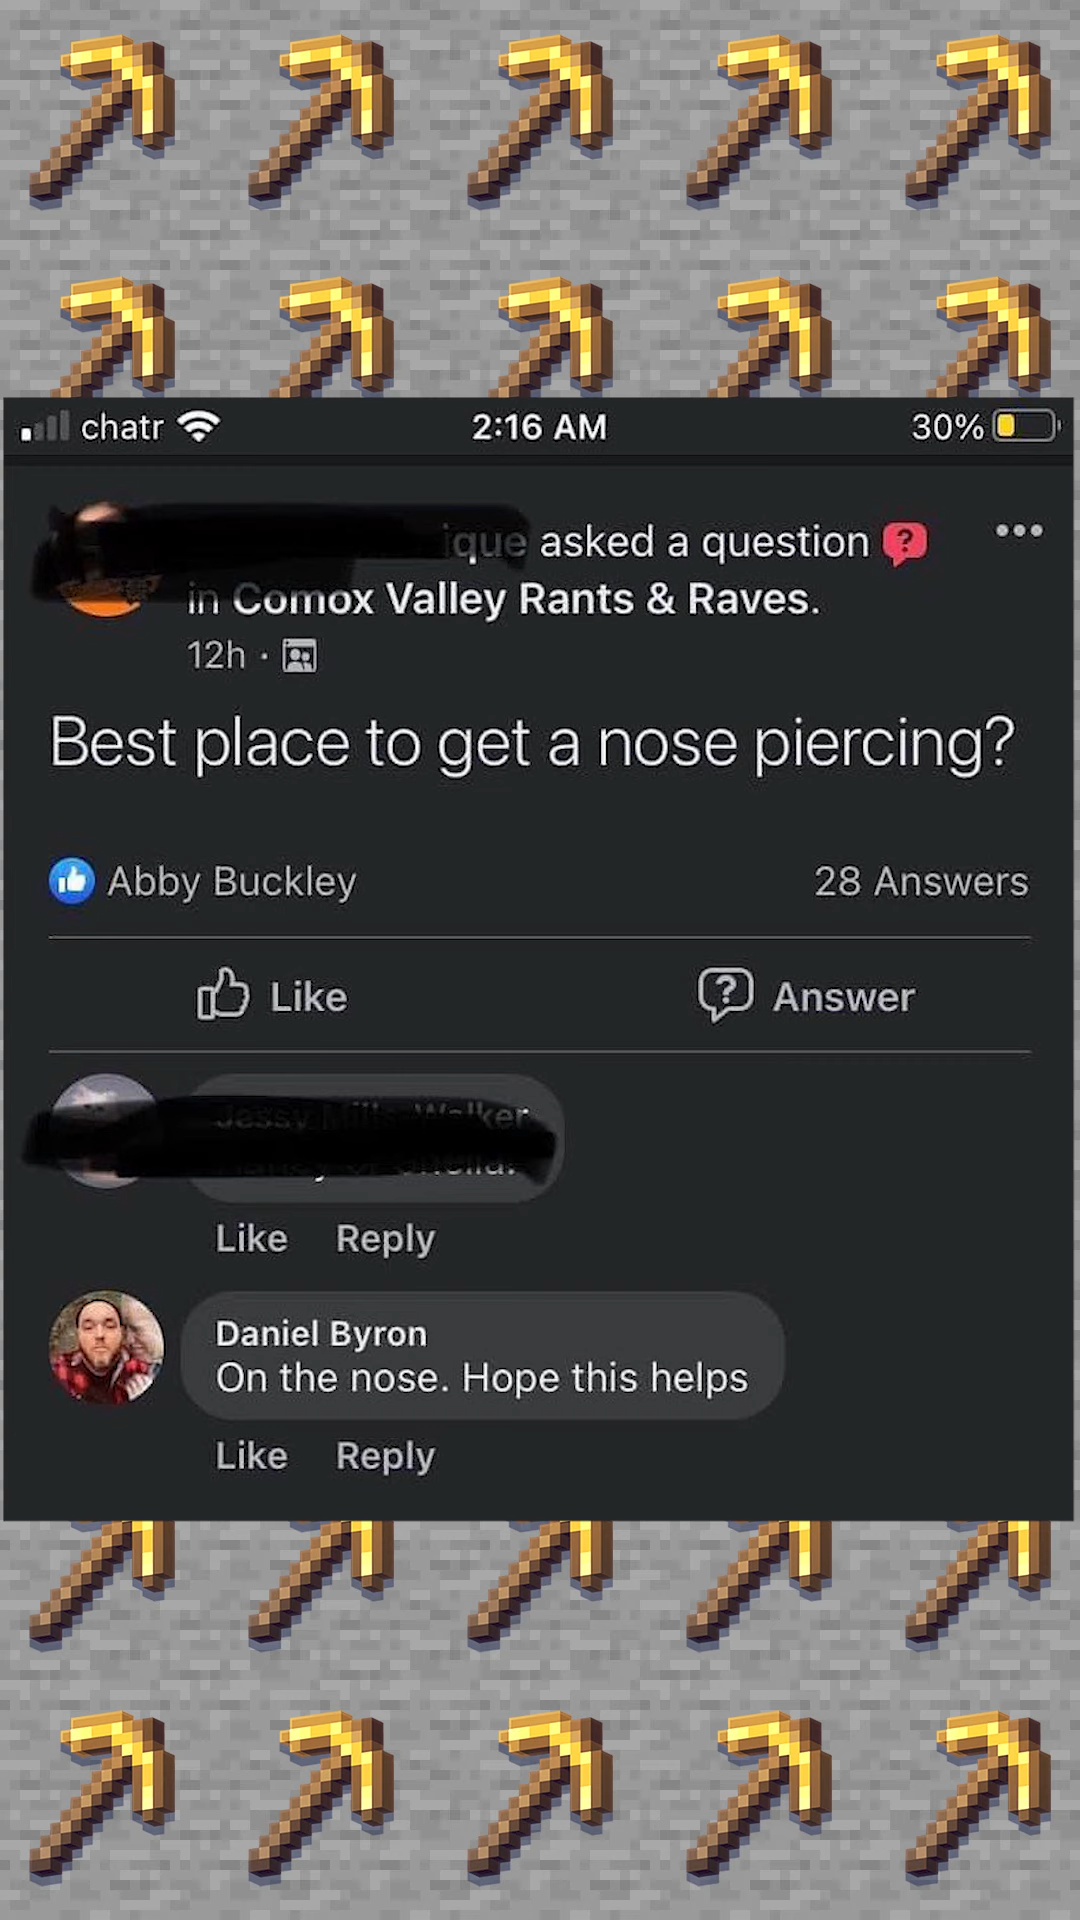 chatr 2:16 AM 30%
ique asked a question
in Comox Valley Rants & Raves.
12h ·
Best place to get a nose piercing?
Abby Buckley 28 Answers
Like Answer
Like Reply
Daniel Byron
On the nose. Hope this helps
Like Reply